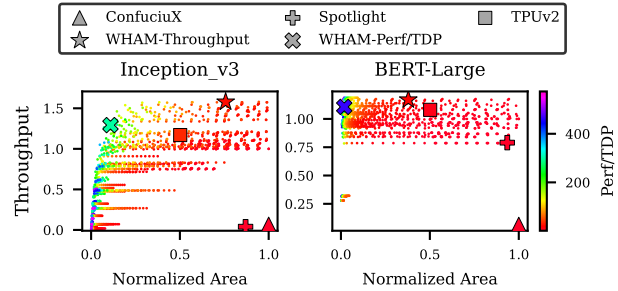 ConfuciuX Spotlight TPUv2
WHAM-Throughput WHAM-Perf/TDP
Inception_v3 BERT-Large
Throughput
1.5
1.0
0.5
0.0
0.0 0.5 1.0
Normalized Area
1.00
0.75
0.50
0.25
0.0 0.5 1.0
Normalized Area
400
200
Perf/TDP